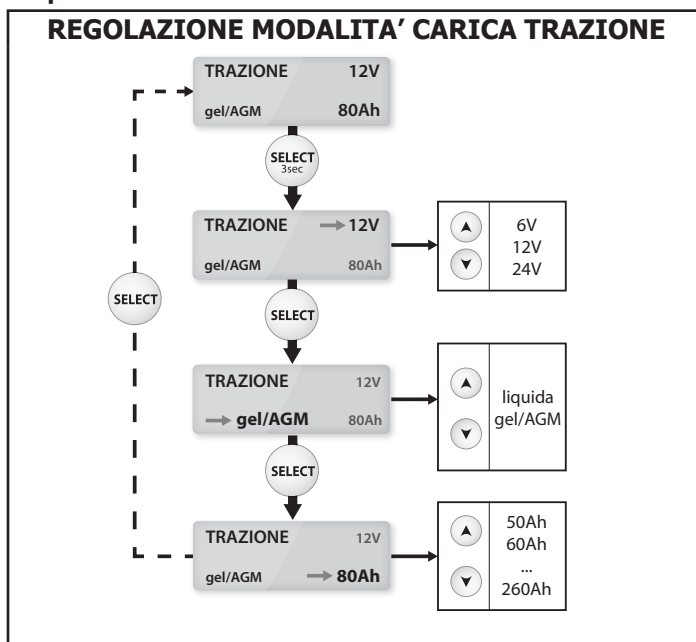 REGOLAZIONE MODALITA’ CARICA TRAZIONE
TRAZIONE 12V
gel/AGM 80Ah
SELECT
3sec
TRAZIONE 12V
gel/AGM 80Ah
6V
12V
24V
SELECT
SELECT
TRAZIONE 12V
gel/AGM 80Ah
liquida
gel/AGM
SELECT
TRAZIONE 12V
gel/AGM 80Ah
50Ah
60Ah
...
260Ah